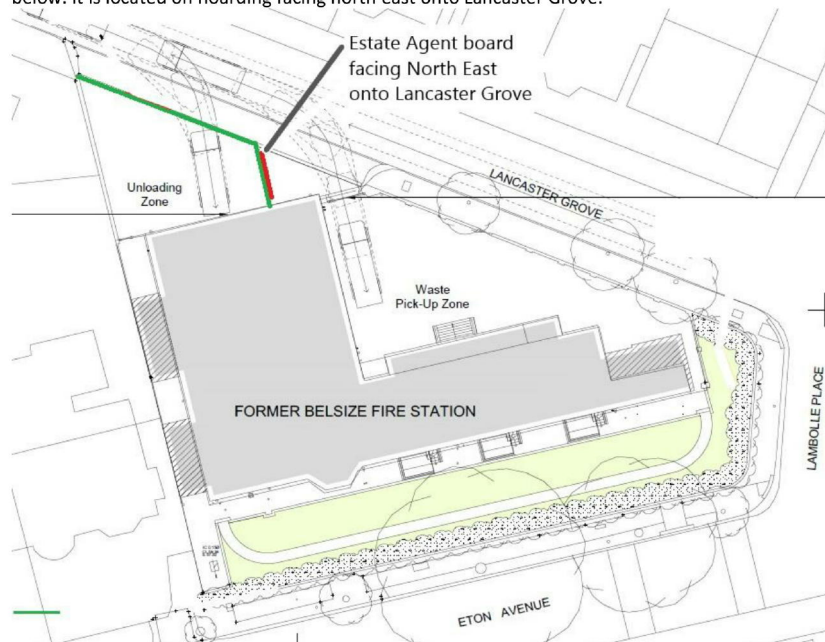 below. It is located on hoarding facing north east onto Lancaster Grove.
Estate Agent board
facing North East
onto Lancaster Grove
Unloading
Zone
LANCASTER GROVE
Waste
Pick-Up Zone
FORMER BELSIZE FIRE STATION
LAMBOLLE PLACE
ETON AVENUE